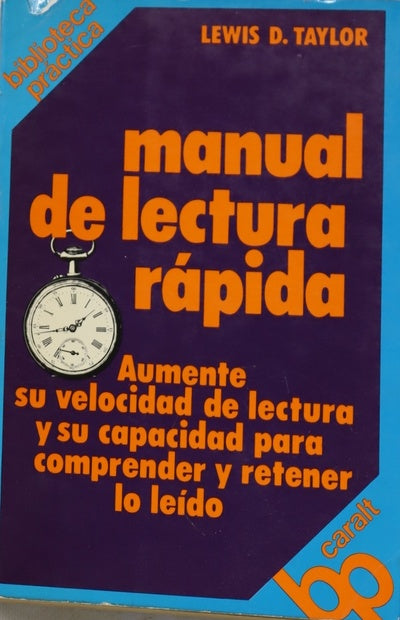 biblioteca
práctica
LEWIS D. TAYLOR
manual
de lectura
rápida
Aumente
su velocidad de lectura
y su capacidad para
comprender y retener
lo leído
caralt
bp